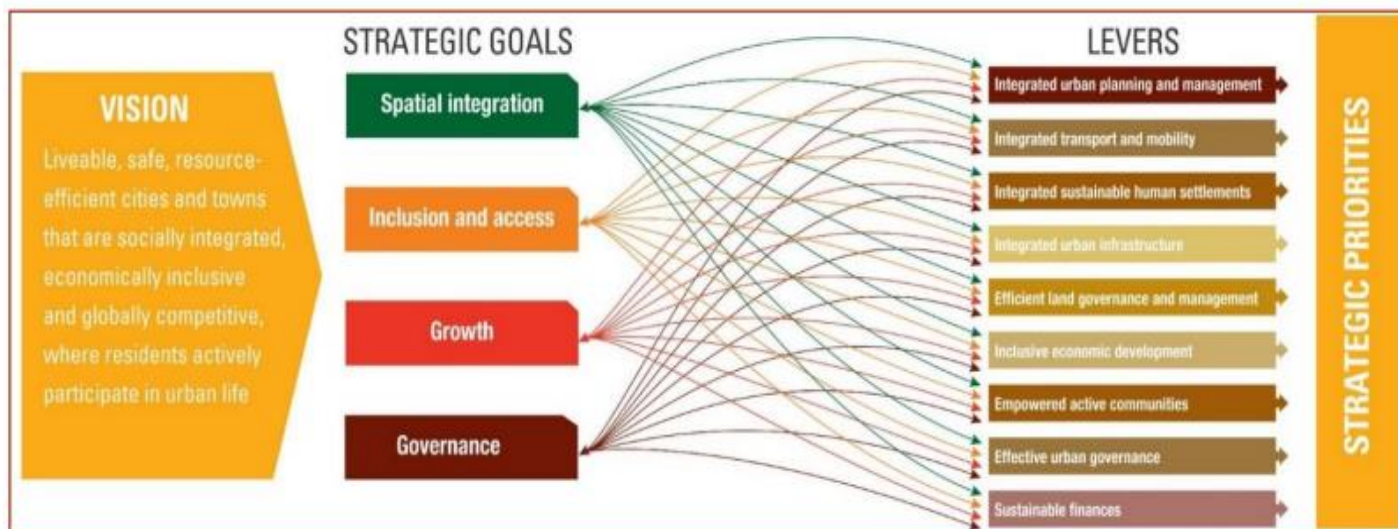 STRATEGIC GOALS
LEVERS
VISION
Liveable, safe, resource-
efficient cities and towns
that are socially integrated,
economically inclusive
and globally competitive,
where residents actively
participate in urban life
Spatial integration
Inclusion and access
Growth
Governance
Integrated urban planning and management
Integrated transport and mobility
Integrated sustainable human settlements
Integrated urban infrastructure
Efficient land governance and management
Inclusive economic development
Empowered active communities
Effective urban governance
Sustainable finances
STRATEGIC PRIORITIES